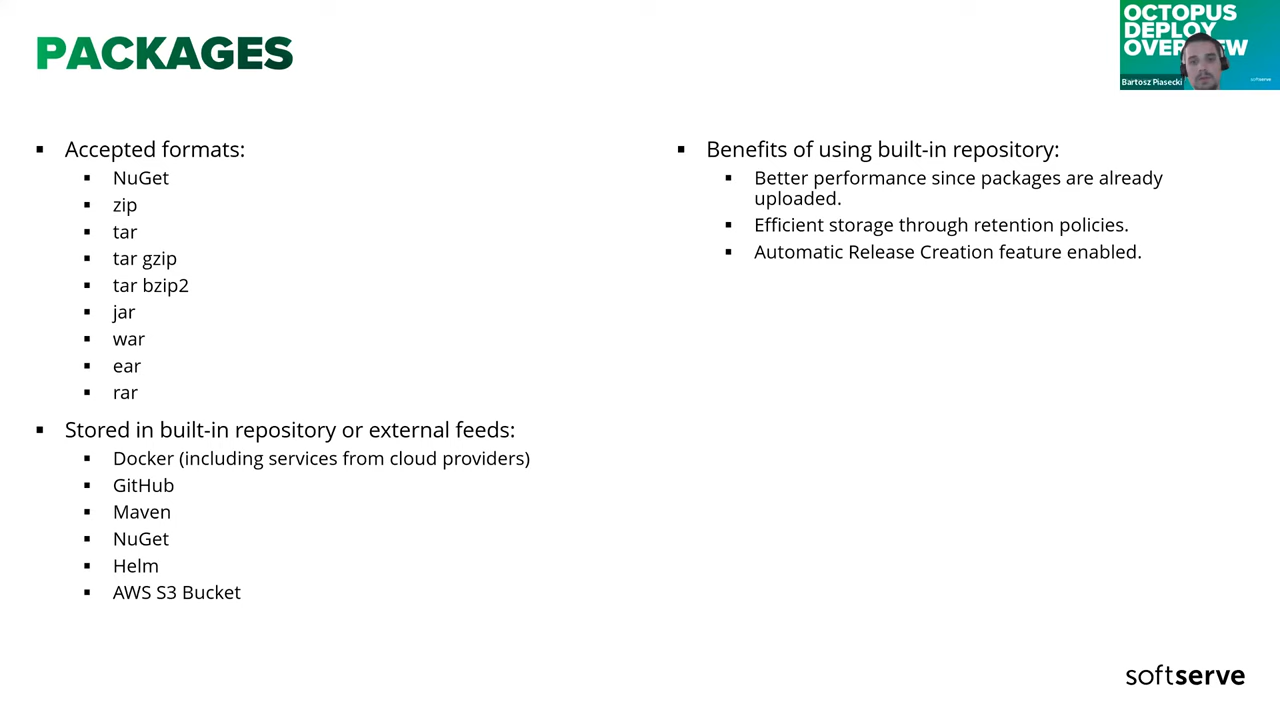 PACKAGES
OCTOPUS
DEPLOY
Bartosz Piasecki
softserve
Accepted formats:
NuGet
zip
tar
tar gzip
tar bzip2
jar
war
ear
rar
Stored in built-in repository or external feeds:
Docker (including services from cloud providers)
GitHub
Maven
NuGet
Helm
AWS S3 Bucket
Benefits of using built-in repository:
Better performance since packages are already
uploaded.
Efficient storage through retention policies.
Automatic Release Creation feature enabled.
softserve